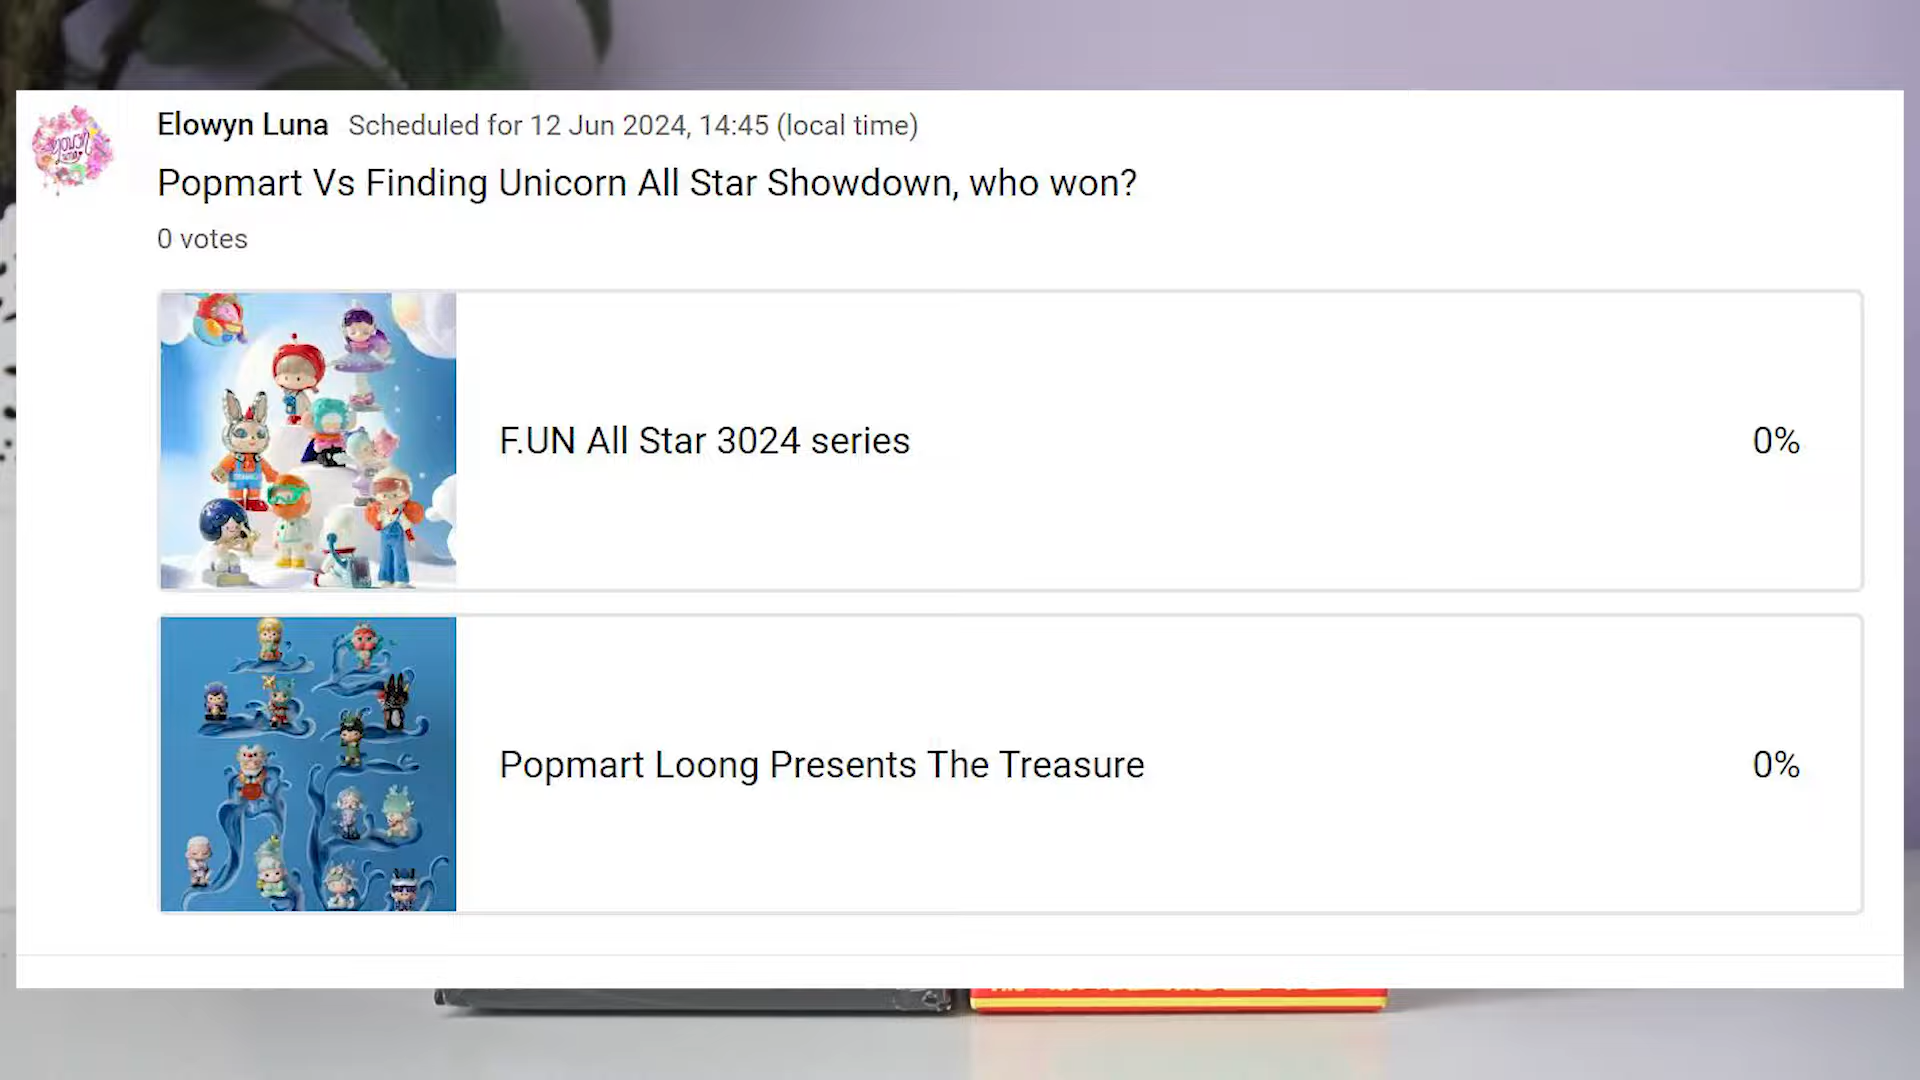 Elowyn Luna Scheduled for 12 Jun 2024, 14:45 (local time)
Popmart Vs Finding Unicorn All Star Showdown, who won?
0 votes
F.UN All Star 3024 series
0%
Popmart Loong Presents The Treasure
0%